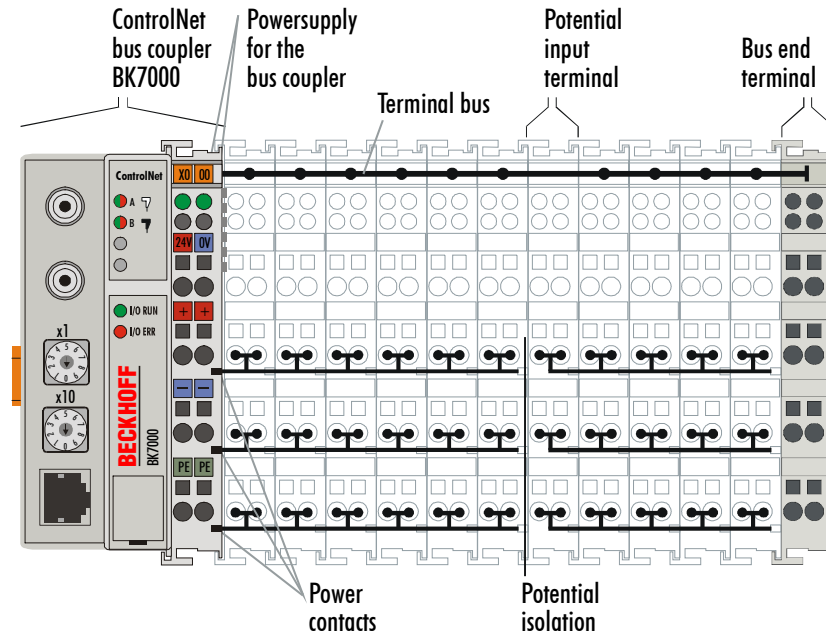 ControlNet
bus coupler
BK7000
Powersupply
for the
bus coupler
Terminal bus
Potential
input
terminal
Bus end
terminal
ControlNet
A
B
X0 00
24V 0V
I/O RUN
I/O ERR
+ +
x1
x10
− −
PE PE
BECKHOFF
BK7000
Power
contacts
Potential
isolation